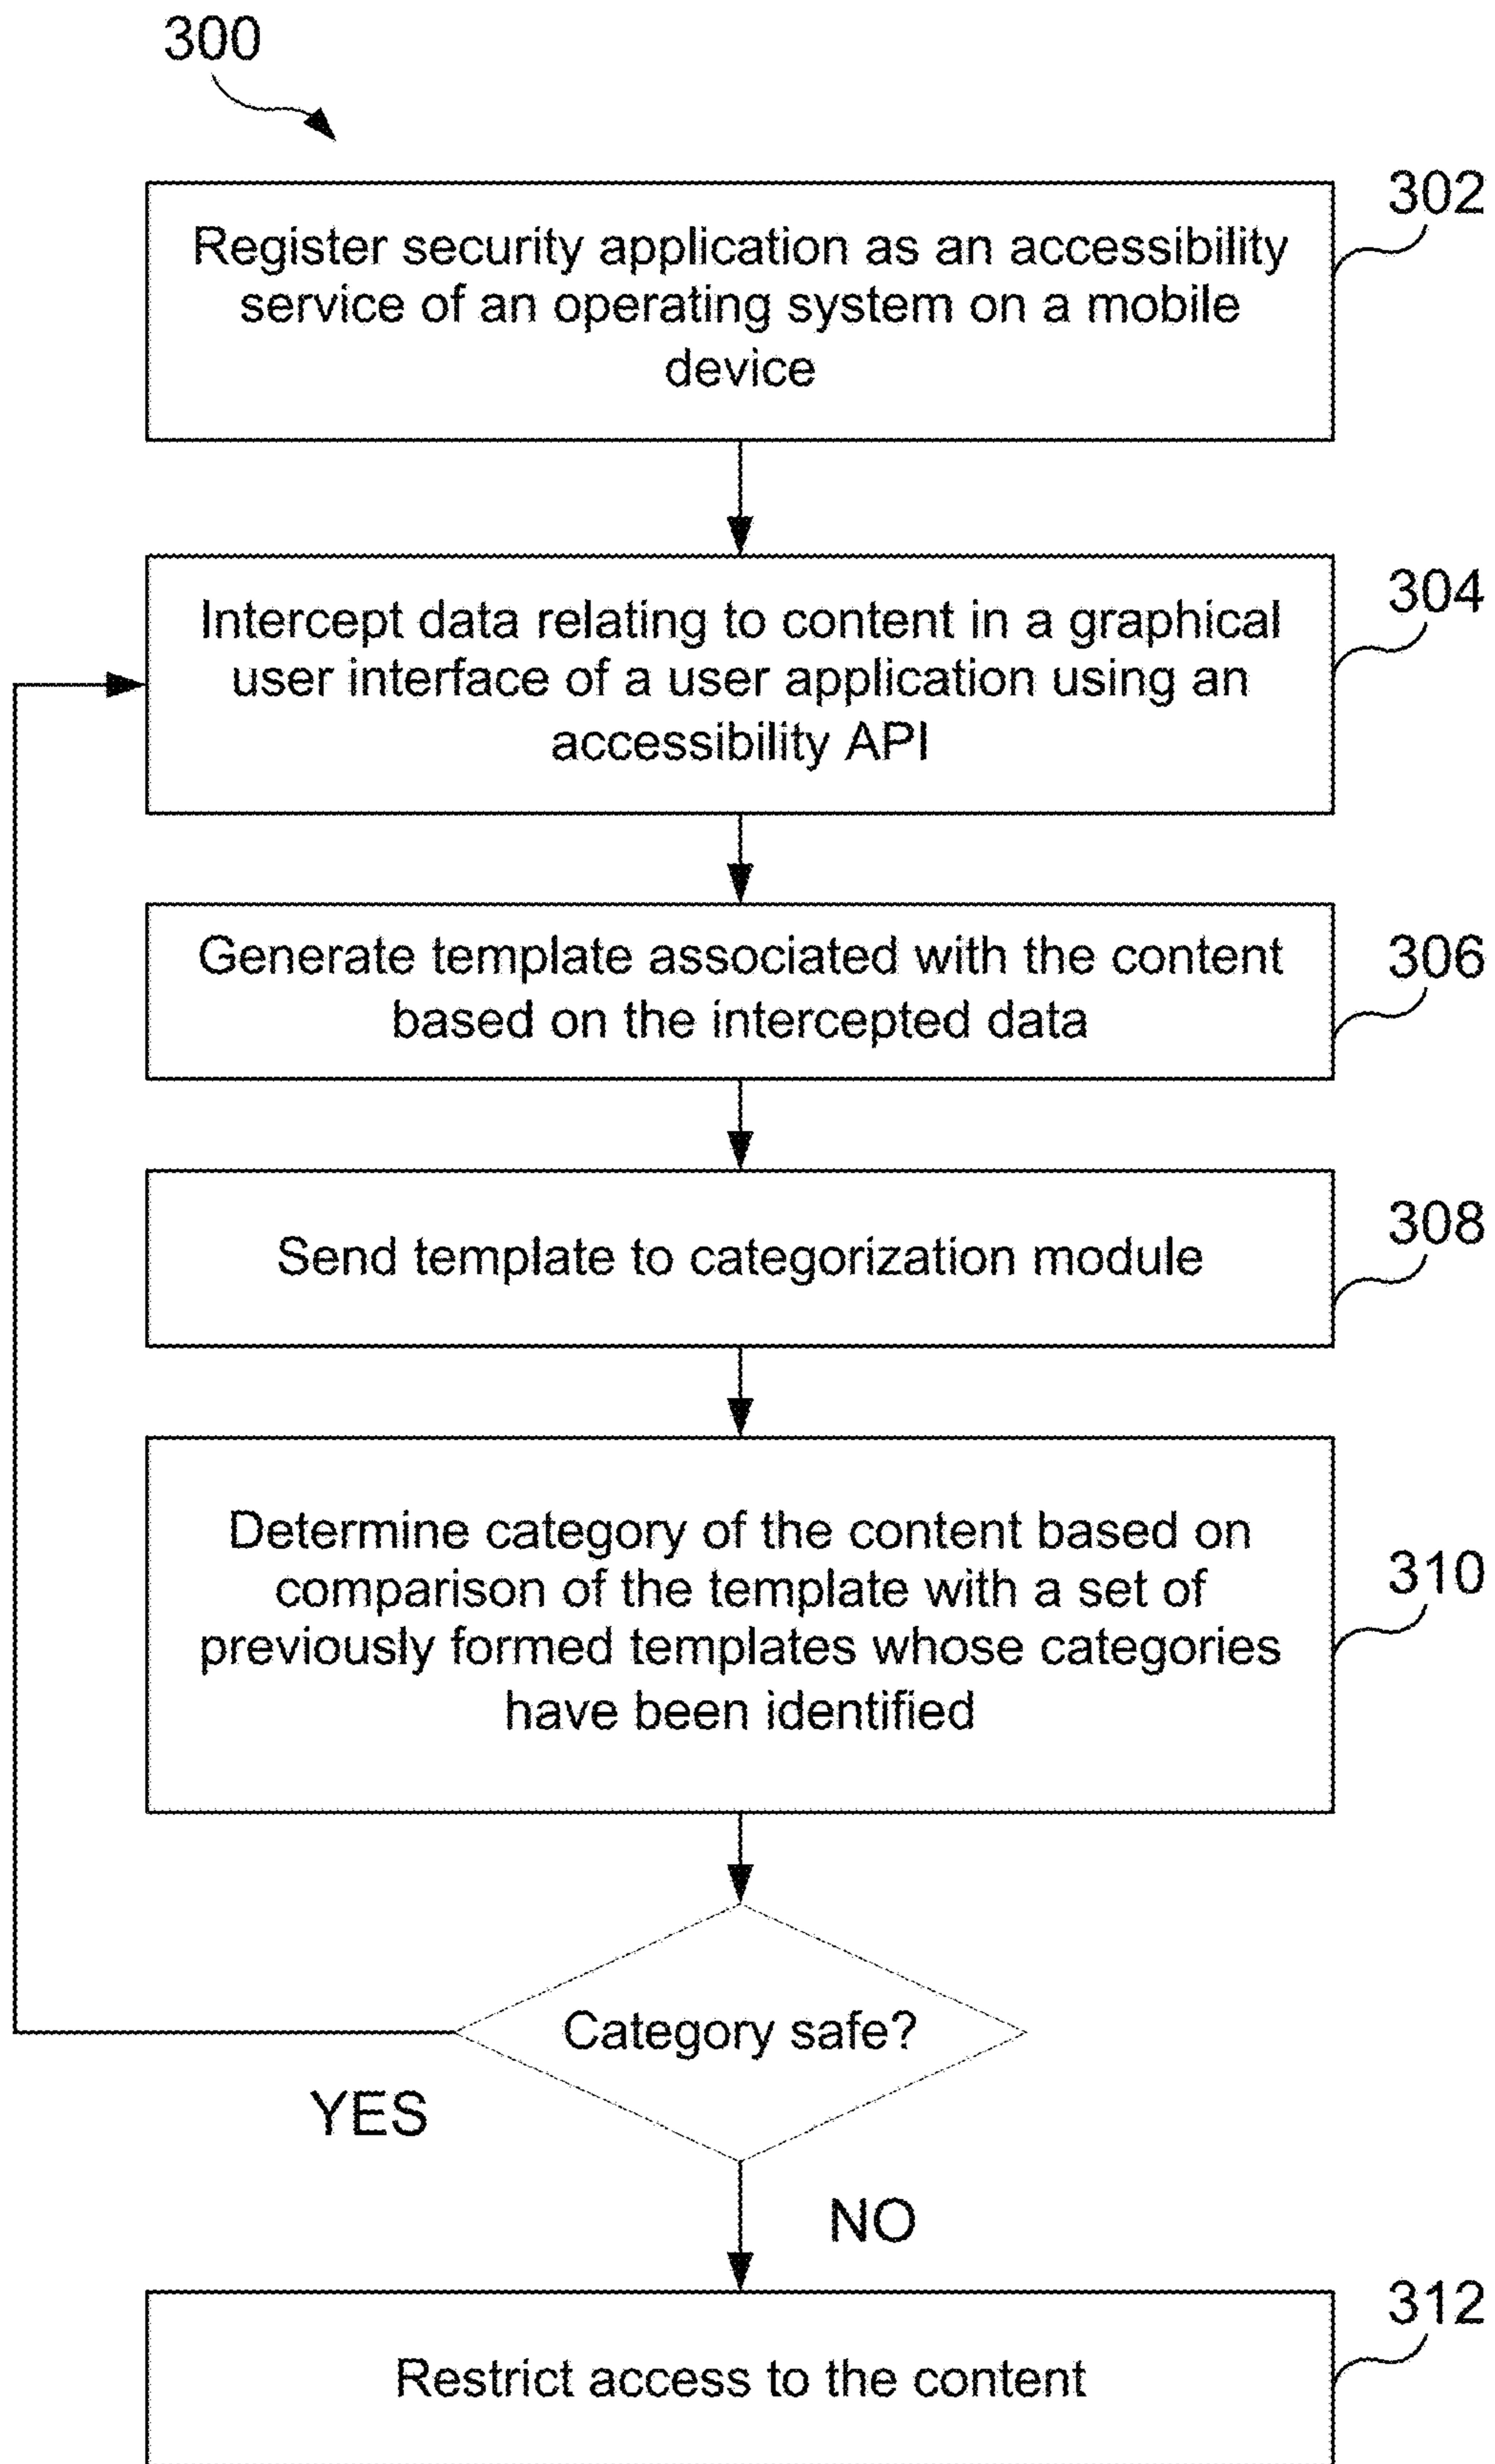 300
302
Register security application as an accessibility
service of an operating system on a mobile
device
304
Intercept data relating to content in a graphical
user interface of a user application using an
accessibility API
306
Generate template associated with the content
based on the intercepted data
308
Send template to categorization module
310
Determine category of the content based on
comparison of the template with a set of
previously formed templates whose categories
have been identified
Category safe?
YES
NO
312
Restrict access to the content